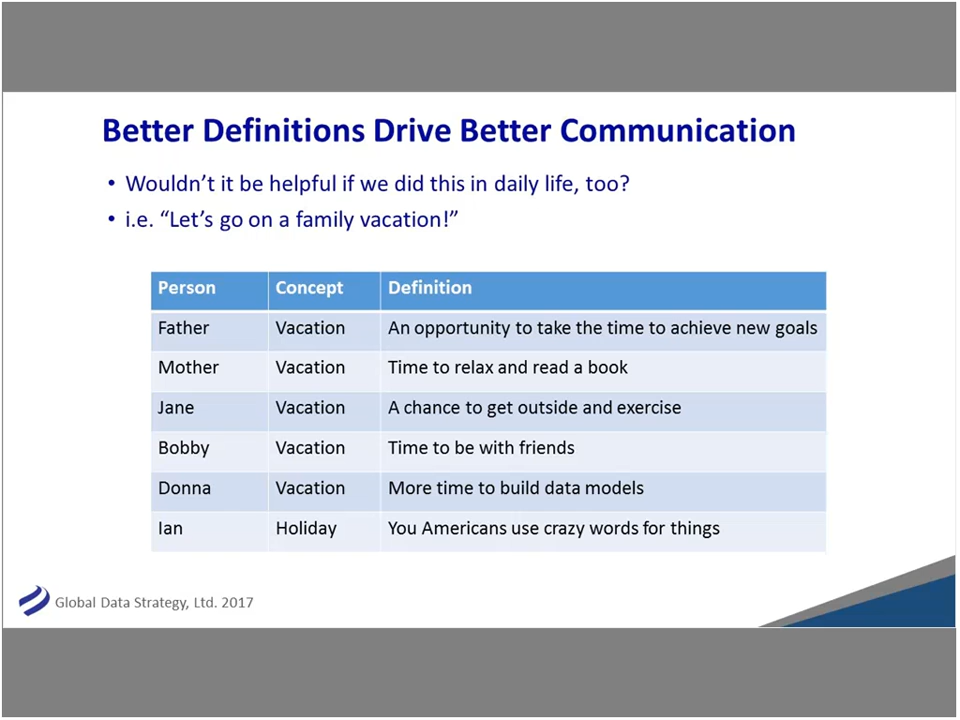 Better Definitions Drive Better Communication
• Wouldn’t it be helpful if we did this in daily life, too?
• i.e. “Let’s go on a family vacation!”
Person Concept Definition
Father Vacation An opportunity to take the time to achieve new goals
Mother Vacation Time to relax and read a book
Jane Vacation A chance to get outside and exercise
Bobby Vacation Time to be with friends
Donna Vacation More time to build data models
Ian Holiday You Americans use crazy words for things
Global Data Strategy, Ltd. 2017